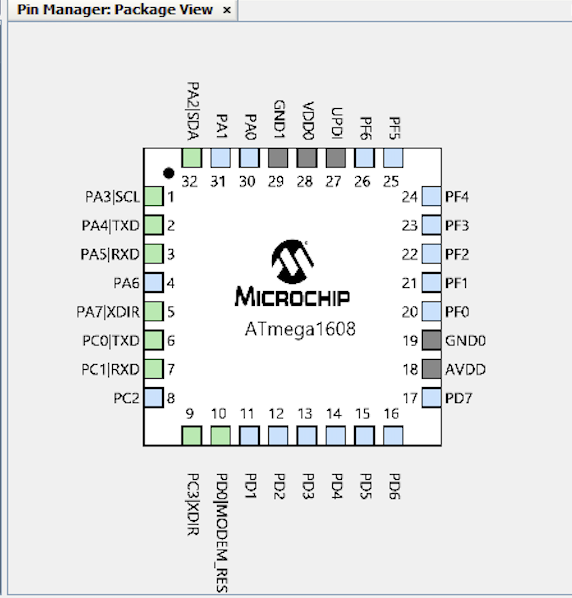 Pin Manager: Package View ×
PA2|SDA
PA1
PA0
GND1
VDD0
UPDI
PF6
PF5
32 31 30 29 28 27 26 25
PA3|SCL 1
PA4|TXD 2
PA5|RXD 3
PA6 4
PA7|XDIR 5
PC0|TXD 6
PC1|RXD 7
PC2 8
MICROCHIP
ATmega1608
24 PF4
23 PF3
22 PF2
21 PF1
20 PF0
19 GND0
18 AVDD
17 PD7
9 10 11 12 13 14 15 16
PC3|XDIR
PD0|MODEM_RES
PD1
PD2
PD3
PD4
PD5
PD6